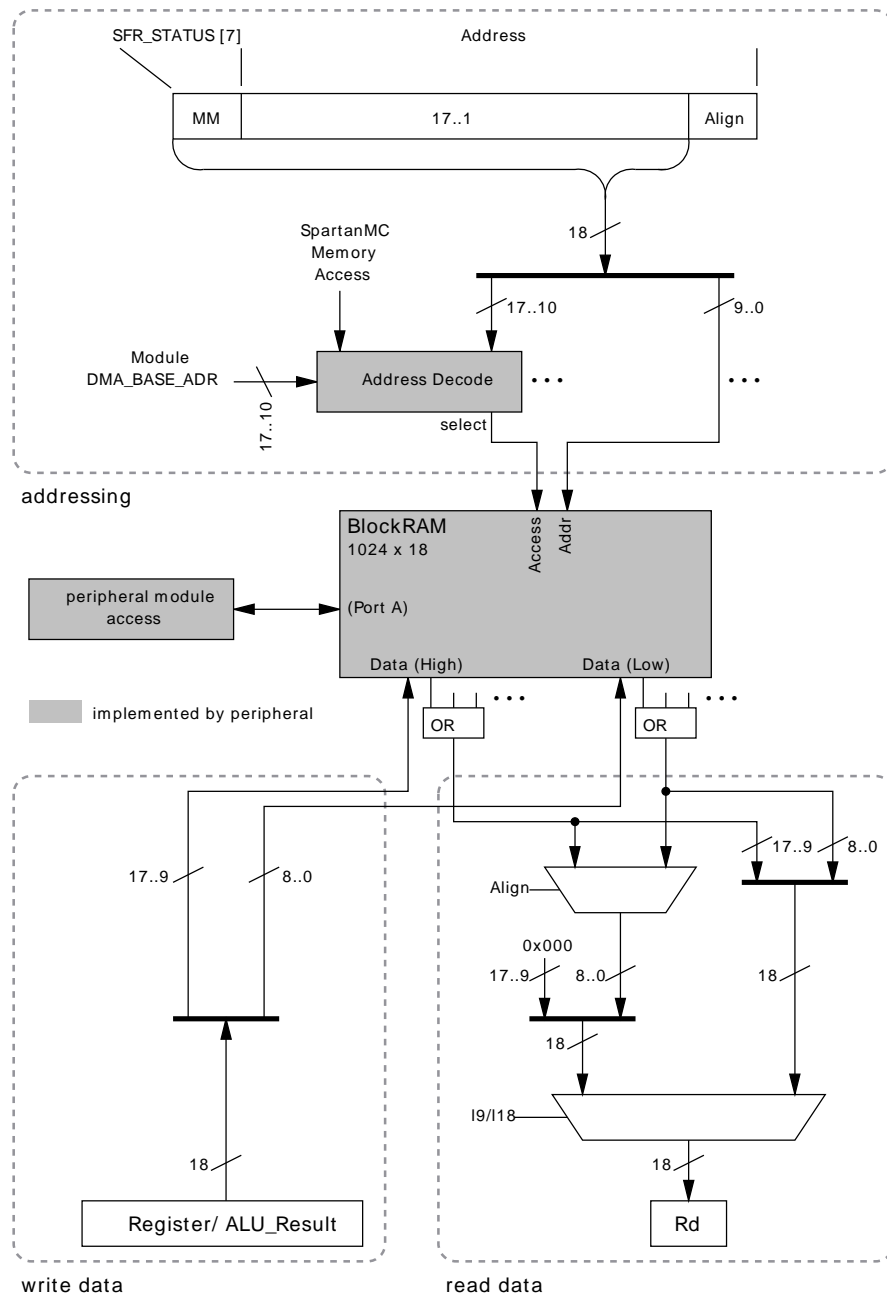 SFR_STATUS [7]
Address
MM
17..1
Align
18
SpartanMC
Memory
Access
17..10
9..0
Module
DMA_BASE_ADR
17..10
Address Decode
...
...
select
addressing
BlockRAM
1024 x 18
Access
Addr
peripheral module
access
(Port A)
Data (High)
Data (Low)
...
...
implemented by peripheral
OR
OR
17..9
8..0
17..9
8..0
Align
0x000
17..9
8..0
18
18
I9/I18
18
18
Register/ ALU_Result
Rd
write data
read data